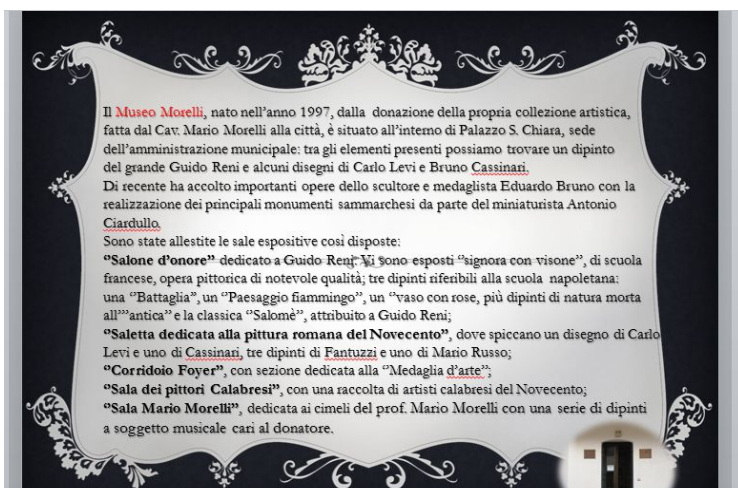 Il Museo Morelli, nato nell’anno 1997, dalla donazione della propria collezione artistica,
fatta dal Cav. Mario Morelli alla città, è situato all’interno di Palazzo S. Chiara, sede
dell’amministrazione municipale: tra gli elementi presenti possiamo trovare un dipinto
del grande Guido Reni e alcuni disegni di Carlo Levi e Bruno Cassinari.
Di recente ha accolto importanti opere dello scultore e medaglista Eduardo Bruno con la
realizzazione dei principali monumenti sammarchesi da parte del miniaturista Antonio
Ciardullo.
Sono state allestite le sale espositive così disposte:
“Salone d’onore” dedicato a Guido Reni: Vi sono esposti “signora con visone”, di scuola
francese, opera pittorica di notevole qualità; tre dipinti riferibili alla scuola napoletana:
una “Battaglia”, un “Paesaggio fiammingo”, un “vaso con rose, più dipinti di natura morta
all’”antica” e la classica “Salomè”, attribuito a Guido Reni;
“Saletta dedicata alla pittura romana del Novecento”, dove spiccano un disegno di Carlo
Levi e uno di Cassinari, tre dipinti di Fantuzzi e uno di Mario Russo;
“Corridoio Foyer”, con sezione dedicata alla “Medaglia d’arte”;
“Sala dei pittori Calabresi”, con una raccolta di artisti calabresi del Novecento;
“Sala Mario Morelli”, dedicata ai cimeli del prof. Mario Morelli con una serie di dipinti
a soggetto musicale cari al donatore.